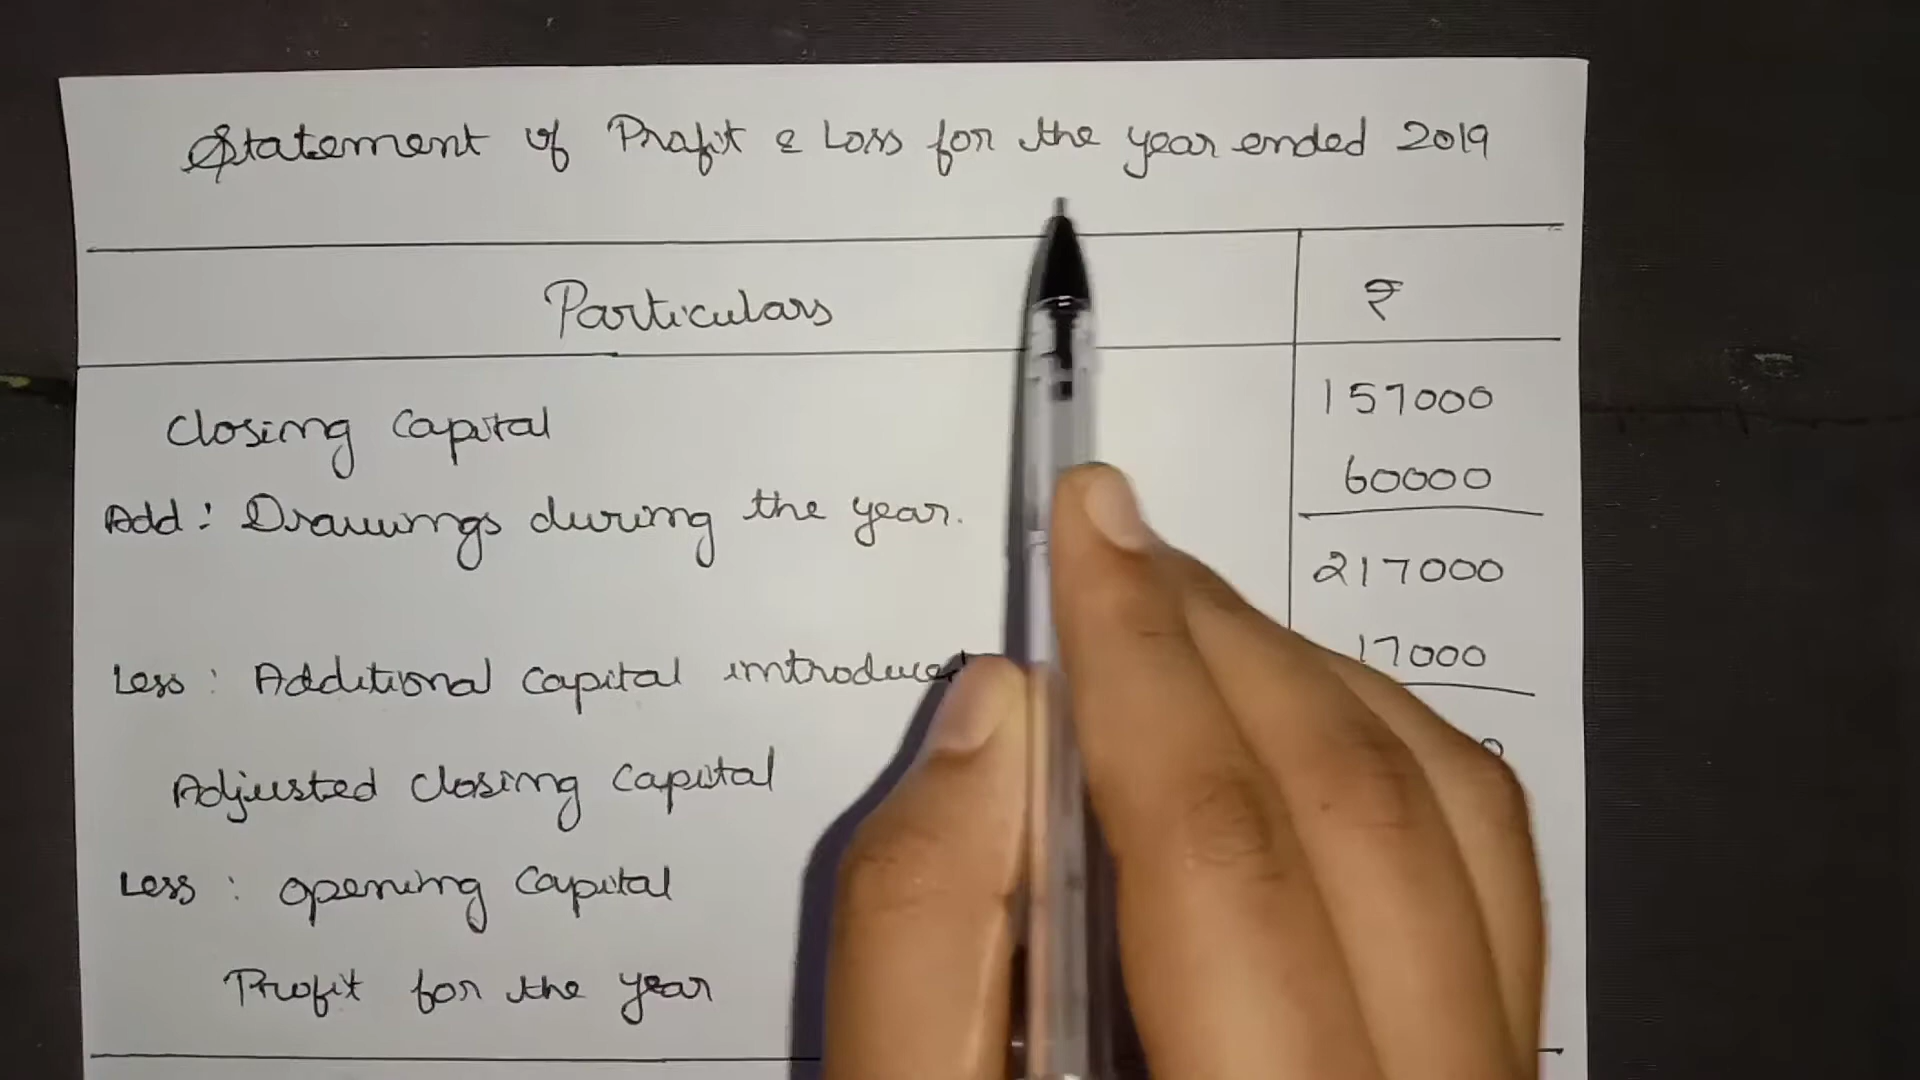 Statement of Profit & Loss for the year ended 2019
Particulars ₹
Closing Capital 157000
Add : Drawings during the year. 60000
217000
Less : Additional Capital introduced 17000
Adjusted Closing Capital
Less : opening Capital
Profit for the year